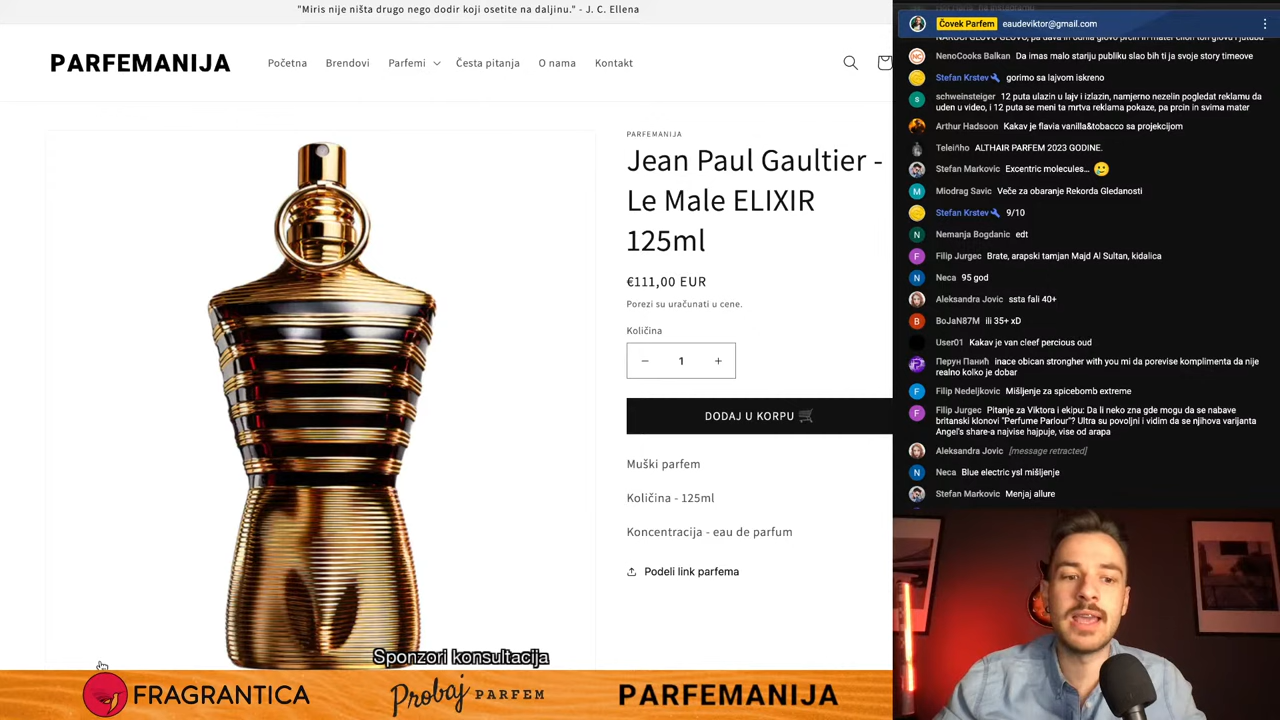 "Miris nije ništa drugo nego dodir koji osetite na daljinu." - J. C. Ellena
PARFEMANIJA
Početna
Brendovi
Parfemi
Česta pitanja
O nama
Kontakt
PARFEMANIJA
Jean Paul Gaultier -
Le Male ELIXIR
125ml
€111,00 EUR
Porezi su uračunati u cene.
Količina
− 1 +
DODAJ U KORPU 🛒
Muški parfem
Količina - 125ml
Koncentracija - eau de parfum
Podeli link parfema
Sponzori konsultacija
FRAGRANTICA
Probaj PARFEM
PARFEMANIJA
Čovek Parfem eaudeviktor@gmail.com
NenoCooks Balkan Da imas malo stariju publiku slao bih ti ja svoje story timeove
Stefan Krstev gorimo sa lajvom iskreno
schweinsteiger 12 puta ulazin u lajv i izlazin, namjerno nezelin pogledat reklamu da
uden u video, i 12 puta se meni ta mrtva reklama pokaze, pa prcin in svima mater
Arthur Hadsoon Kakav je flavia vanilla&tobacco sa projekcijom
Teleiñho ALTHAIR PARFEM 2023 GODINE.
Stefan Markovic Excentric molecules... 🥲
Miodrag Savic Veče za obaranje Rekorda Gledanosti
Stefan Krstev 9/10
Nemanja Bogdanic edt
Filip Jurgec Brate, arapski tamjan Majd Al Sultan, kidalica
Neca 95 god
Aleksandra Jovic ssta fali 40+
BoJaN87M ili 35+ xD
User01 Kakav je van cleef percious oud
Перун Панић inace obican strongher with you mi da porevise komplimenta da nije
realno kolko je dobar
Filip Nedeljkovic Mišljenje za spicebomb extreme
Filip Jurgec Pitanje za Viktora i ekipu: Da li neko zna gde mogu da se nabave
britanski klonovi "Perfume Parlour"? Ultra su povoljni i vidim da se njihova varijanta
Angel's share-a najvise hajpuje, vise od arapa
Aleksandra Jovic [message retracted]
Neca Blue electric ysl mišljenje
Stefan Markovic Menjaj allure